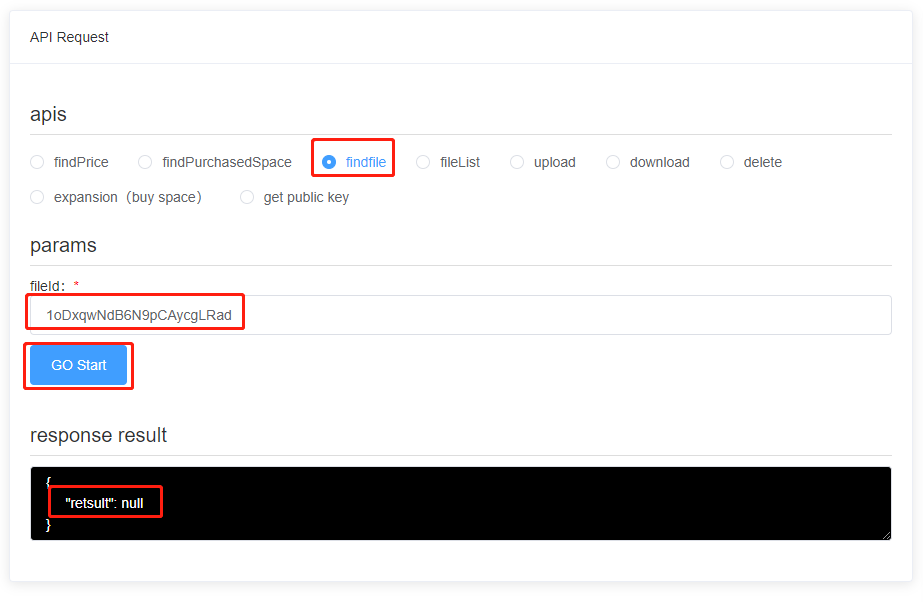 API Request
apis
findPrice findPurchasedSpace findfile fileList upload download delete
expansion（buy space） get public key
params
fileId： *
1oDxqwNdB6N9pCAycgLRad
GO Start
response result
{
"retsult": null
}